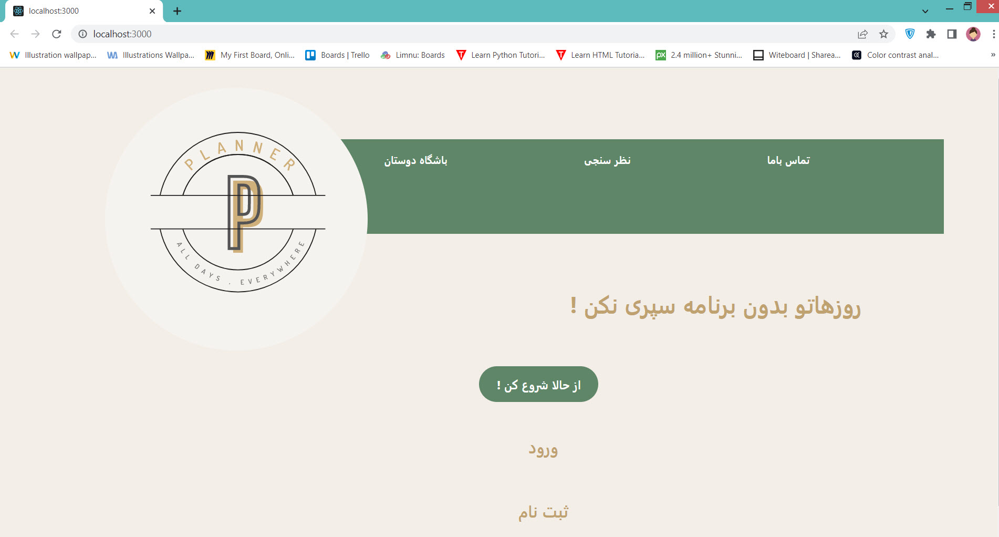 localhost:3000
localhost:3000
Illustration wallpap...
Illustrations Wallpa...
My First Board, Onli...
Boards | Trello
Limnu: Boards
Learn Python Tutori...
Learn HTML Tutoria...
2.4 million+ Stunni...
Witeboard | Sharea...
Color contrast anal...
»
تماس باما
نظر سنجی
باشگاه دوستان
PLANNER
P
ALL DAYS . EVERYWHERE
روزهاتو بدون برنامه سپری نکن !
از حالا شروع کن !
ورود
ثبت نام